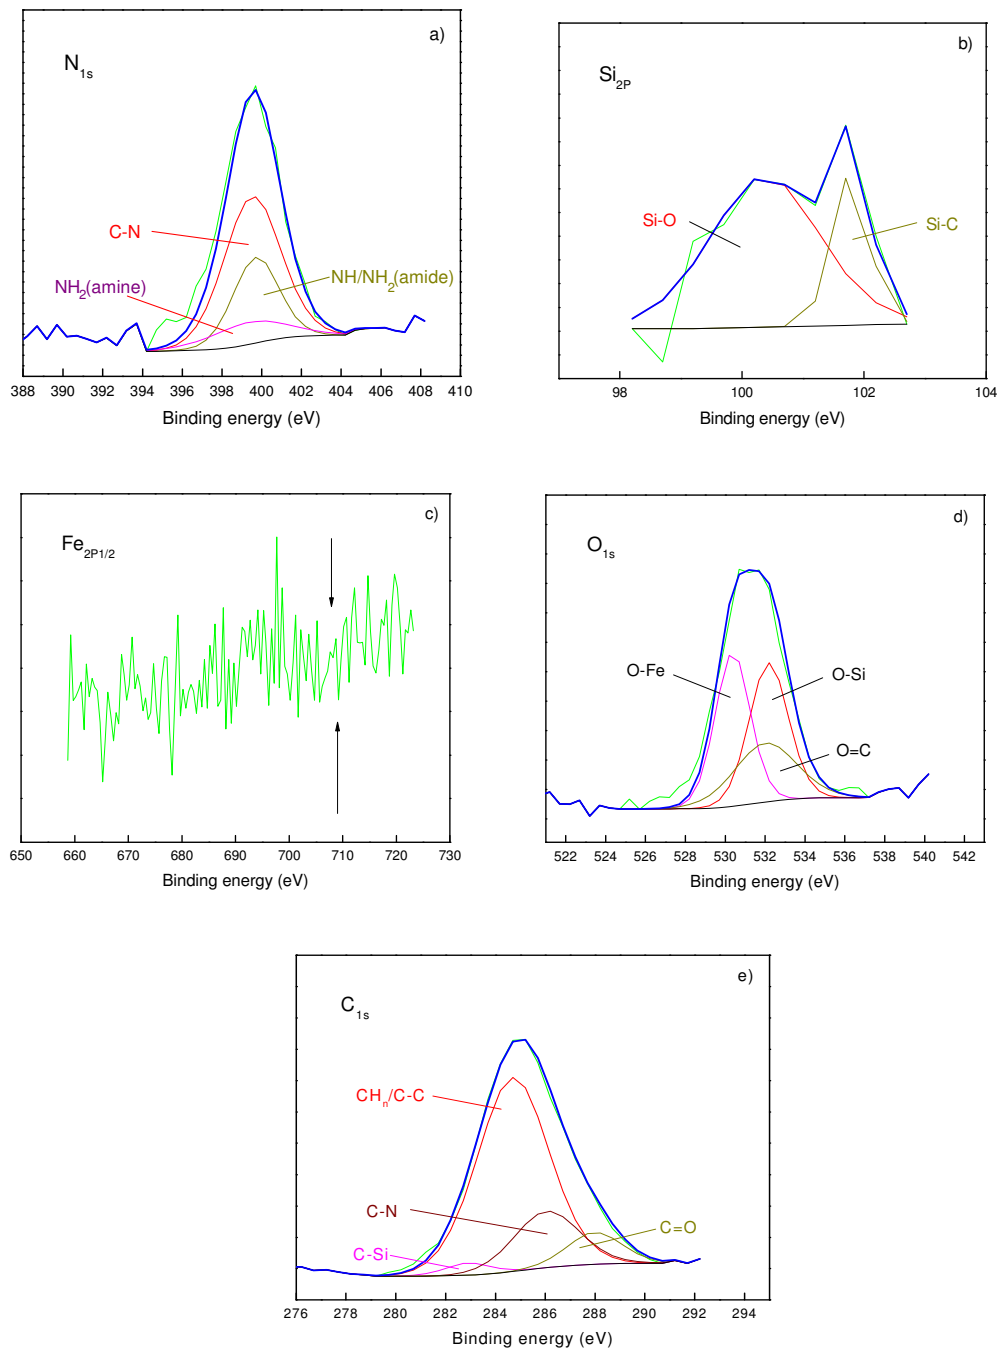 a)
N1s
C-N
NH2(amine)
NH/NH2(amide)
388 390 392 394 396 398 400 402 404 406 408 410
Binding energy (eV)
b)
Si2P
Si-O
Si-C
98 100 102 104
Binding energy (eV)
c)
Fe2P1/2
650 660 670 680 690 700 710 720 730
Binding energy (eV)
d)
O1s
O-Fe
O-Si
O=C
522 524 526 528 530 532 534 536 538 540 542
Binding energy (eV)
e)
C1s
CHn/C-C
C-N
C=O
C-Si
276 278 280 282 284 286 288 290 292 294
Binding energy (eV)